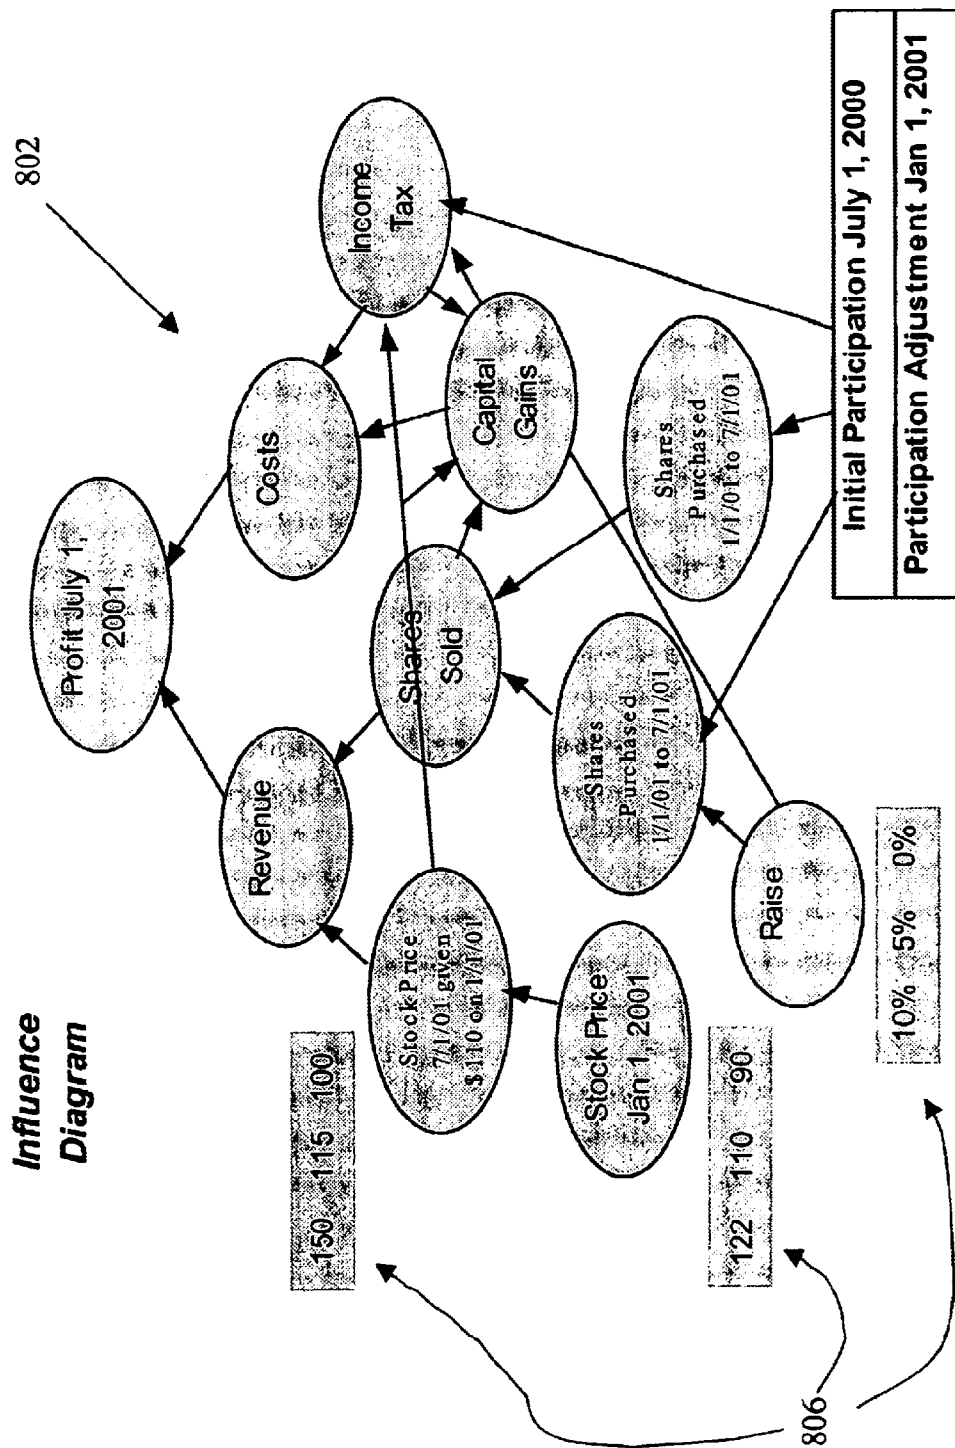 Influence
Diagram
802
Profit July 1,
2001
Revenue
Costs
150 115 100
Stock Price
7/1/01 given
$110 on 1/1/01
Shares
Sold
Capital
Gains
Income
Tax
Stock Price
Jan 1, 2001
Shares
Purchased
1/1/01 to 7/1/01
Shares
Purchased
1/1/01 to 7/1/01
122 110 90
Raise
10% 5% 0%
806
Initial Participation July 1, 2000
Participation Adjustment Jan 1, 2001